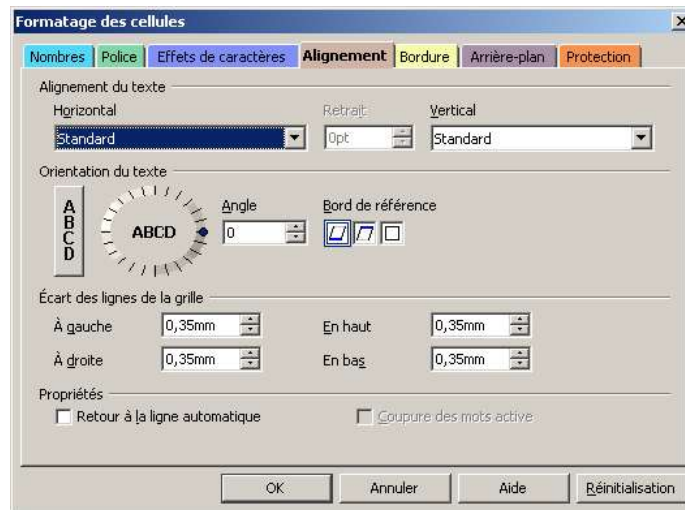 Formatage des cellules
Nombres Police Effets de caractères Alignement Bordure Arrière-plan Protection
Alignement du texte
Horizontal Retrait Vertical
Standard 0pt Standard
Orientation du texte
ABCD
ABCD
Angle Bord de référence
0
Écart des lignes de la grille
À gauche 0,35mm En haut 0,35mm
À droite 0,35mm En bas 0,35mm
Propriétés
Retour à la ligne automatique Coupure des mots active
OK Annuler Aide Réinitialisation